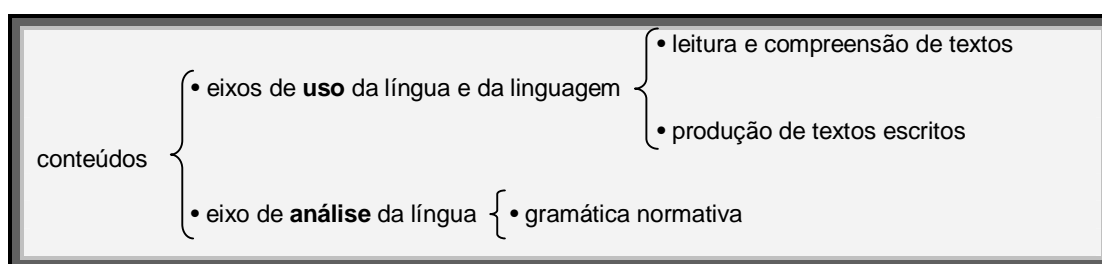 • leitura e compreensão de textos
• eixos de uso da língua e da linguagem
• produção de textos escritos
conteúdos
• eixo de análise da língua • gramática normativa